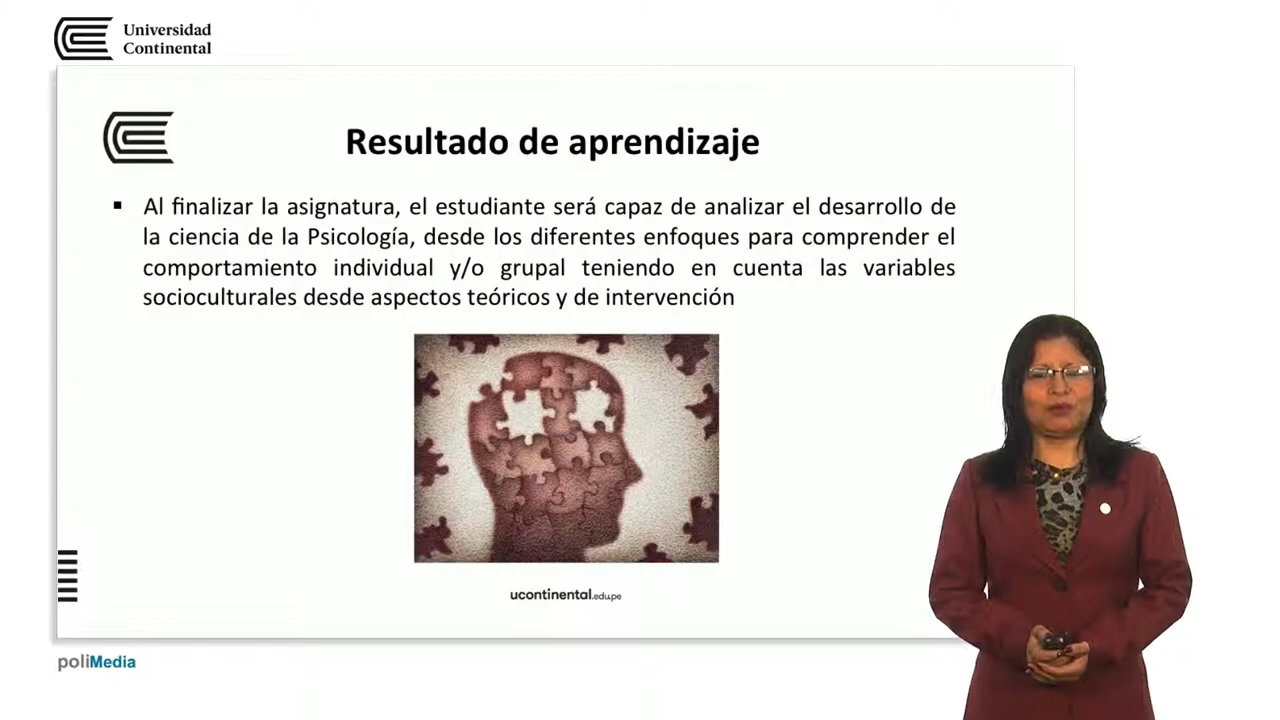 Universidad
Continental
Resultado de aprendizaje
▪ Al finalizar la asignatura, el estudiante será capaz de analizar el desarrollo de
la ciencia de la Psicología, desde los diferentes enfoques para comprender el
comportamiento individual y/o grupal teniendo en cuenta las variables
socioculturales desde aspectos teóricos y de intervención
ucontinental.edu.pe
poliMedia